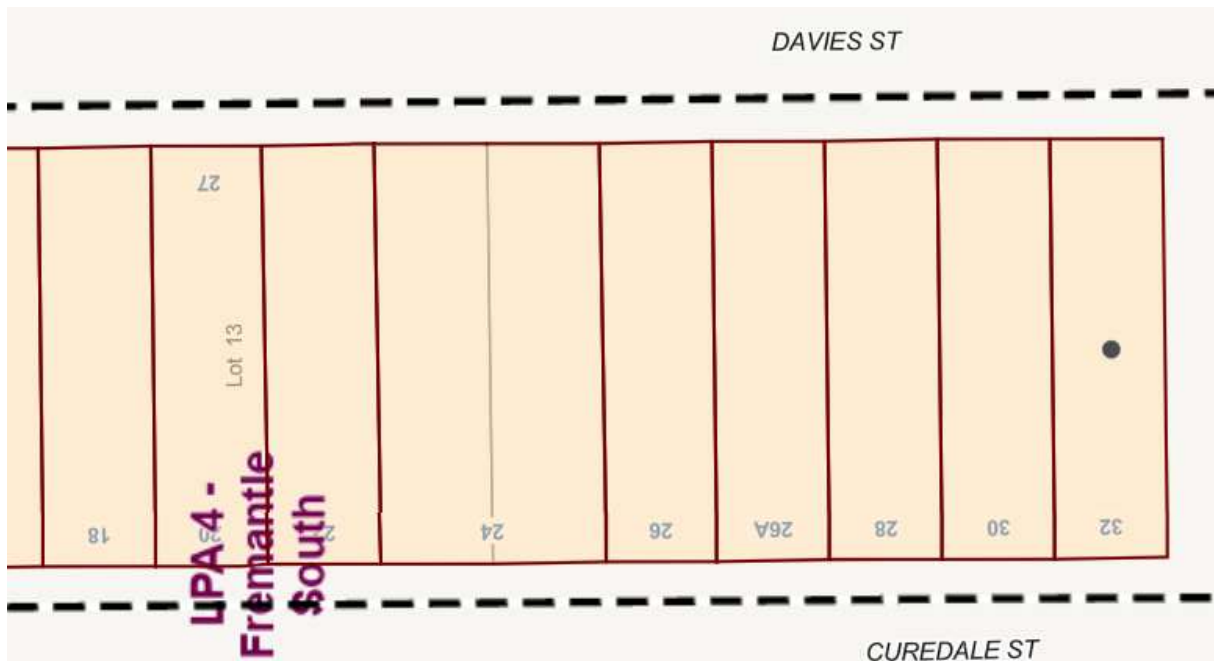 DAVIES ST
27
Lot 13
LPA 4 -
Fremantle
South
18
24
26
26A
28
30
32
CUREDALE ST